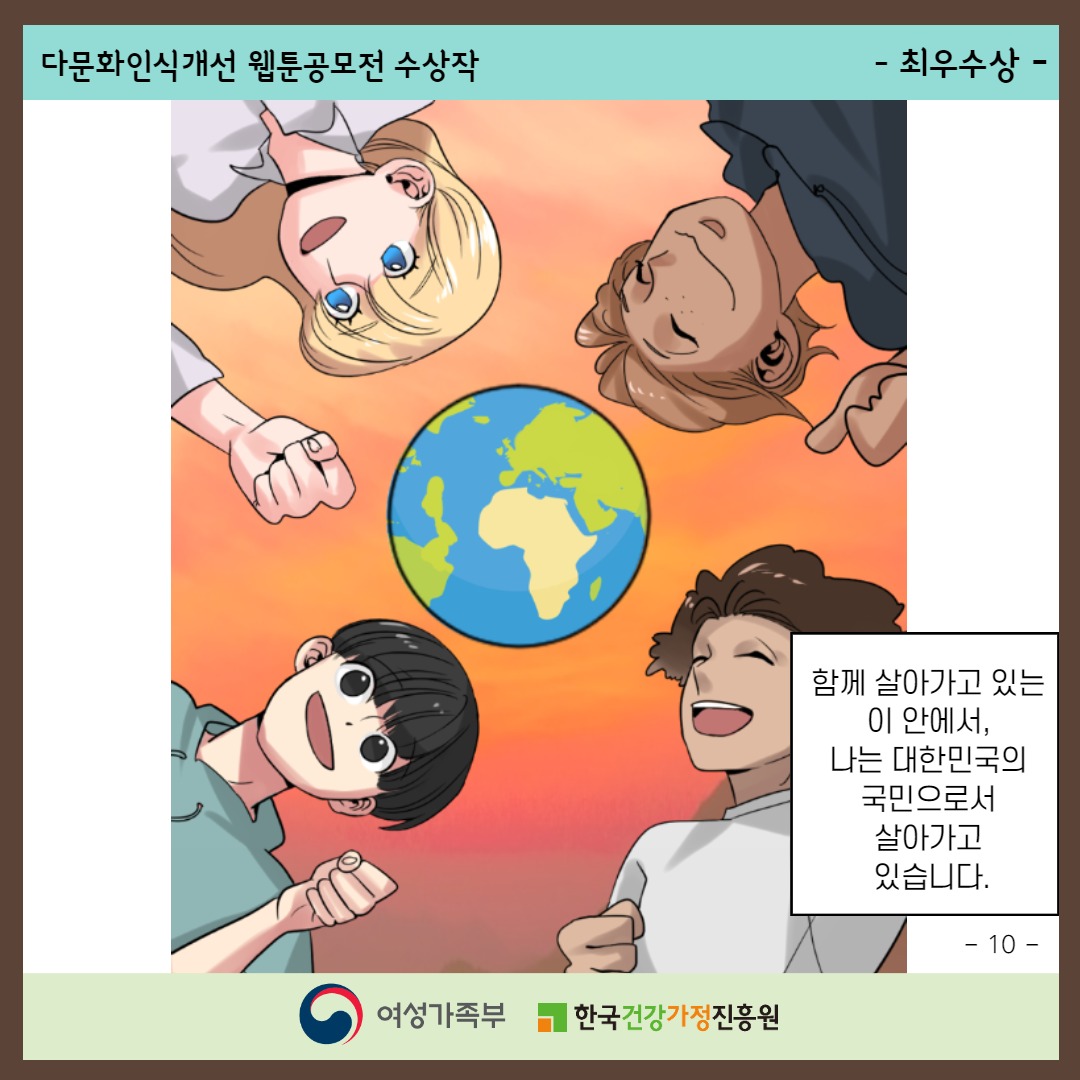 다문화인식개선 웹툰공모전 수상작
- 최우수상 -
함께 살아가고 있는
이 안에서,
나는 대한민국의
국민으로서
살아가고
있습니다.
- 10 -
여성가족부
한국건강가정진흥원